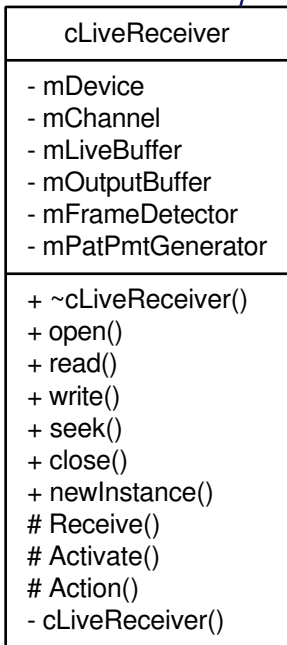 cLiveReceiver
- mDevice
- mChannel
- mLiveBuffer
- mOutputBuffer
- mFrameDetector
- mPatPmtGenerator
+ ~cLiveReceiver()
+ open()
+ read()
+ write()
+ seek()
+ close()
+ newInstance()
# Receive()
# Activate()
# Action()
- cLiveReceiver()